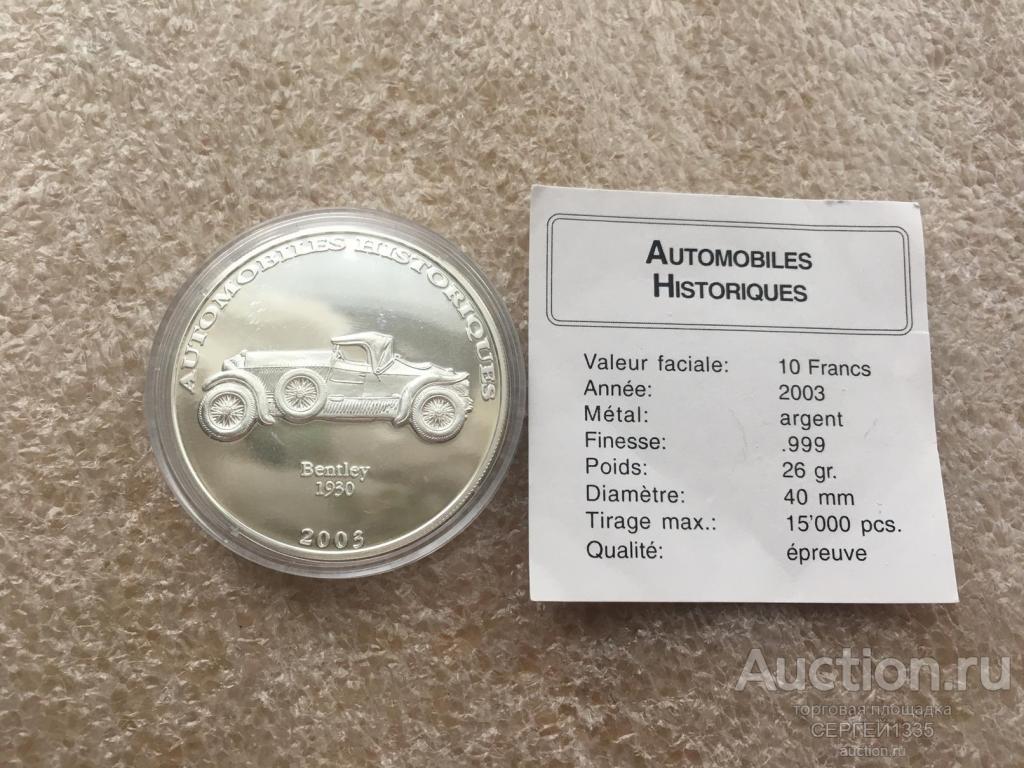 AUTOMOBILES HISTORIQUES
Bentley
1930
2003
AUTOMOBILES
HISTORIQUES
Valeur faciale: 10 Francs
Année: 2003
Métal: argent
Finesse: .999
Poids: 26 gr.
Diamètre: 40 mm
Tirage max.: 15'000 pcs.
Qualité: épreuve
Auction.ru
торговая площадка
СЕРГЕЙ1335
auction.ru